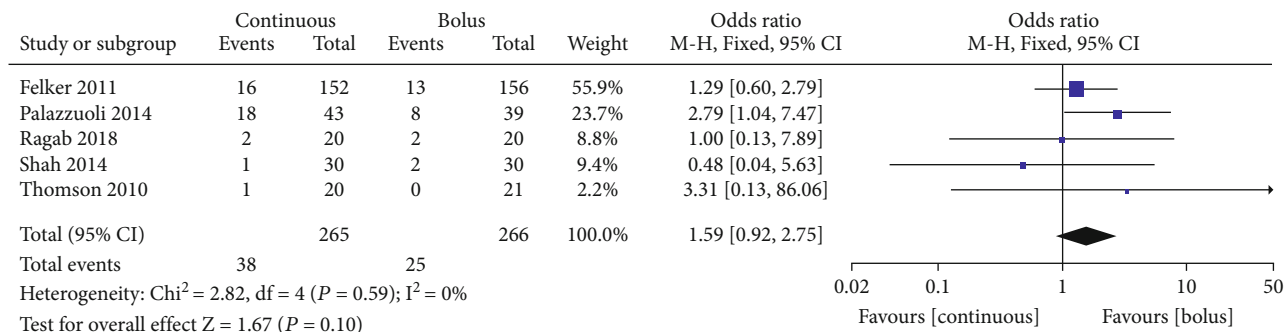 Continuous Bolus Odds ratio Odds ratio
Study or subgroup Events Total Events Total Weight M-H, Fixed, 95% CI M-H, Fixed, 95% CI
Felker 2011 16 152 13 156 55.9% 1.29 [0.60, 2.79]
Palazzuoli 2014 18 43 8 39 23.7% 2.79 [1.04, 7.47]
Ragab 2018 2 20 2 20 8.8% 1.00 [0.13, 7.89]
Shah 2014 1 30 2 30 9.4% 0.48 [0.04, 5.63]
Thomson 2010 1 20 0 21 2.2% 3.31 [0.13, 86.06]
Total (95% CI) 265 266 100.0% 1.59 [0.92, 2.75]
Total events 38 25
Heterogeneity: Chi² = 2.82, df = 4 (P = 0.59); I² = 0%
Test for overall effect Z = 1.67 (P = 0.10)
0.02 0.1 1 10 50
Favours [continuous] Favours [bolus]